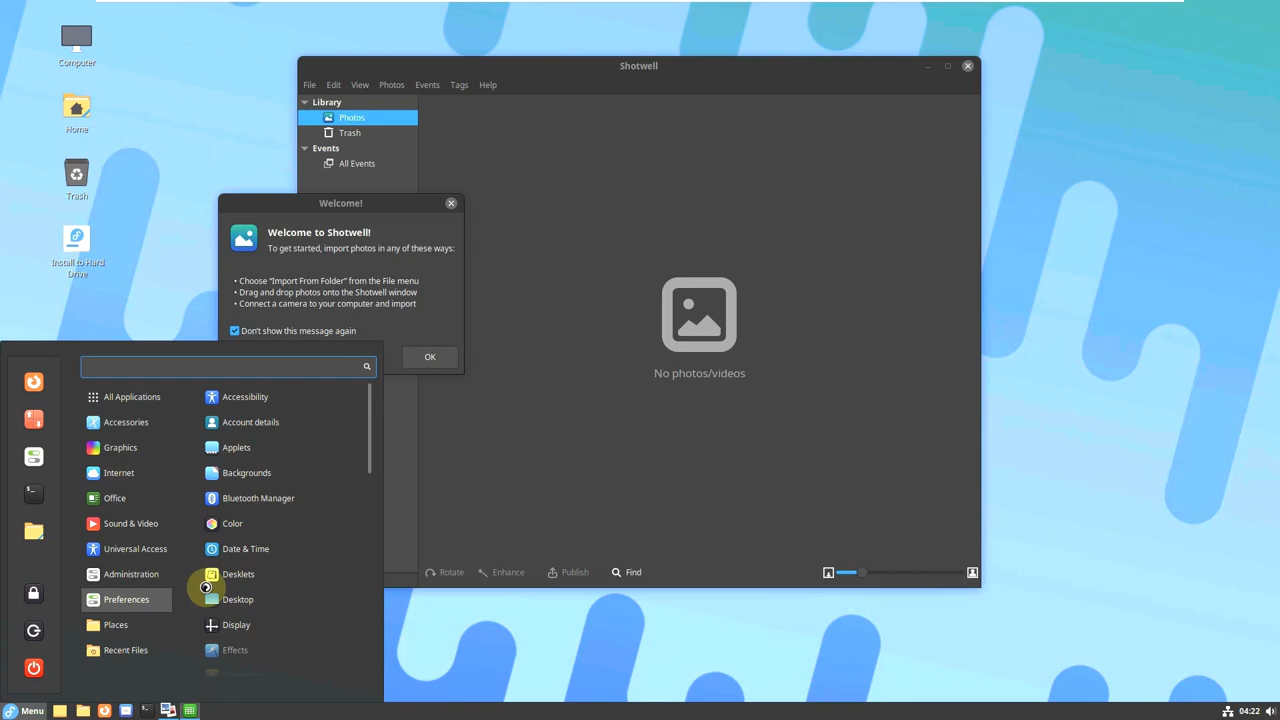 Computer
Home
Trash
Install to Hard
Drive
Shotwell
File Edit View Photos Events Tags Help
Library
Photos
Trash
Events
All Events
No photos/videos
Rotate Enhance Publish Find
Welcome!
Welcome to Shotwell!
To get started, import photos in any of these ways:
• Choose “Import From Folder” from the File menu
• Drag and drop photos onto the Shotwell window
• Connect a camera to your computer and import
Don't show this message again
OK
All Applications
Accessories
Graphics
Internet
Office
Sound & Video
Universal Access
Administration
Preferences
Places
Recent Files
Accessibility
Account details
Applets
Backgrounds
Bluetooth Manager
Color
Date & Time
Desklets
Desktop
Display
Effects
Menu
04:22